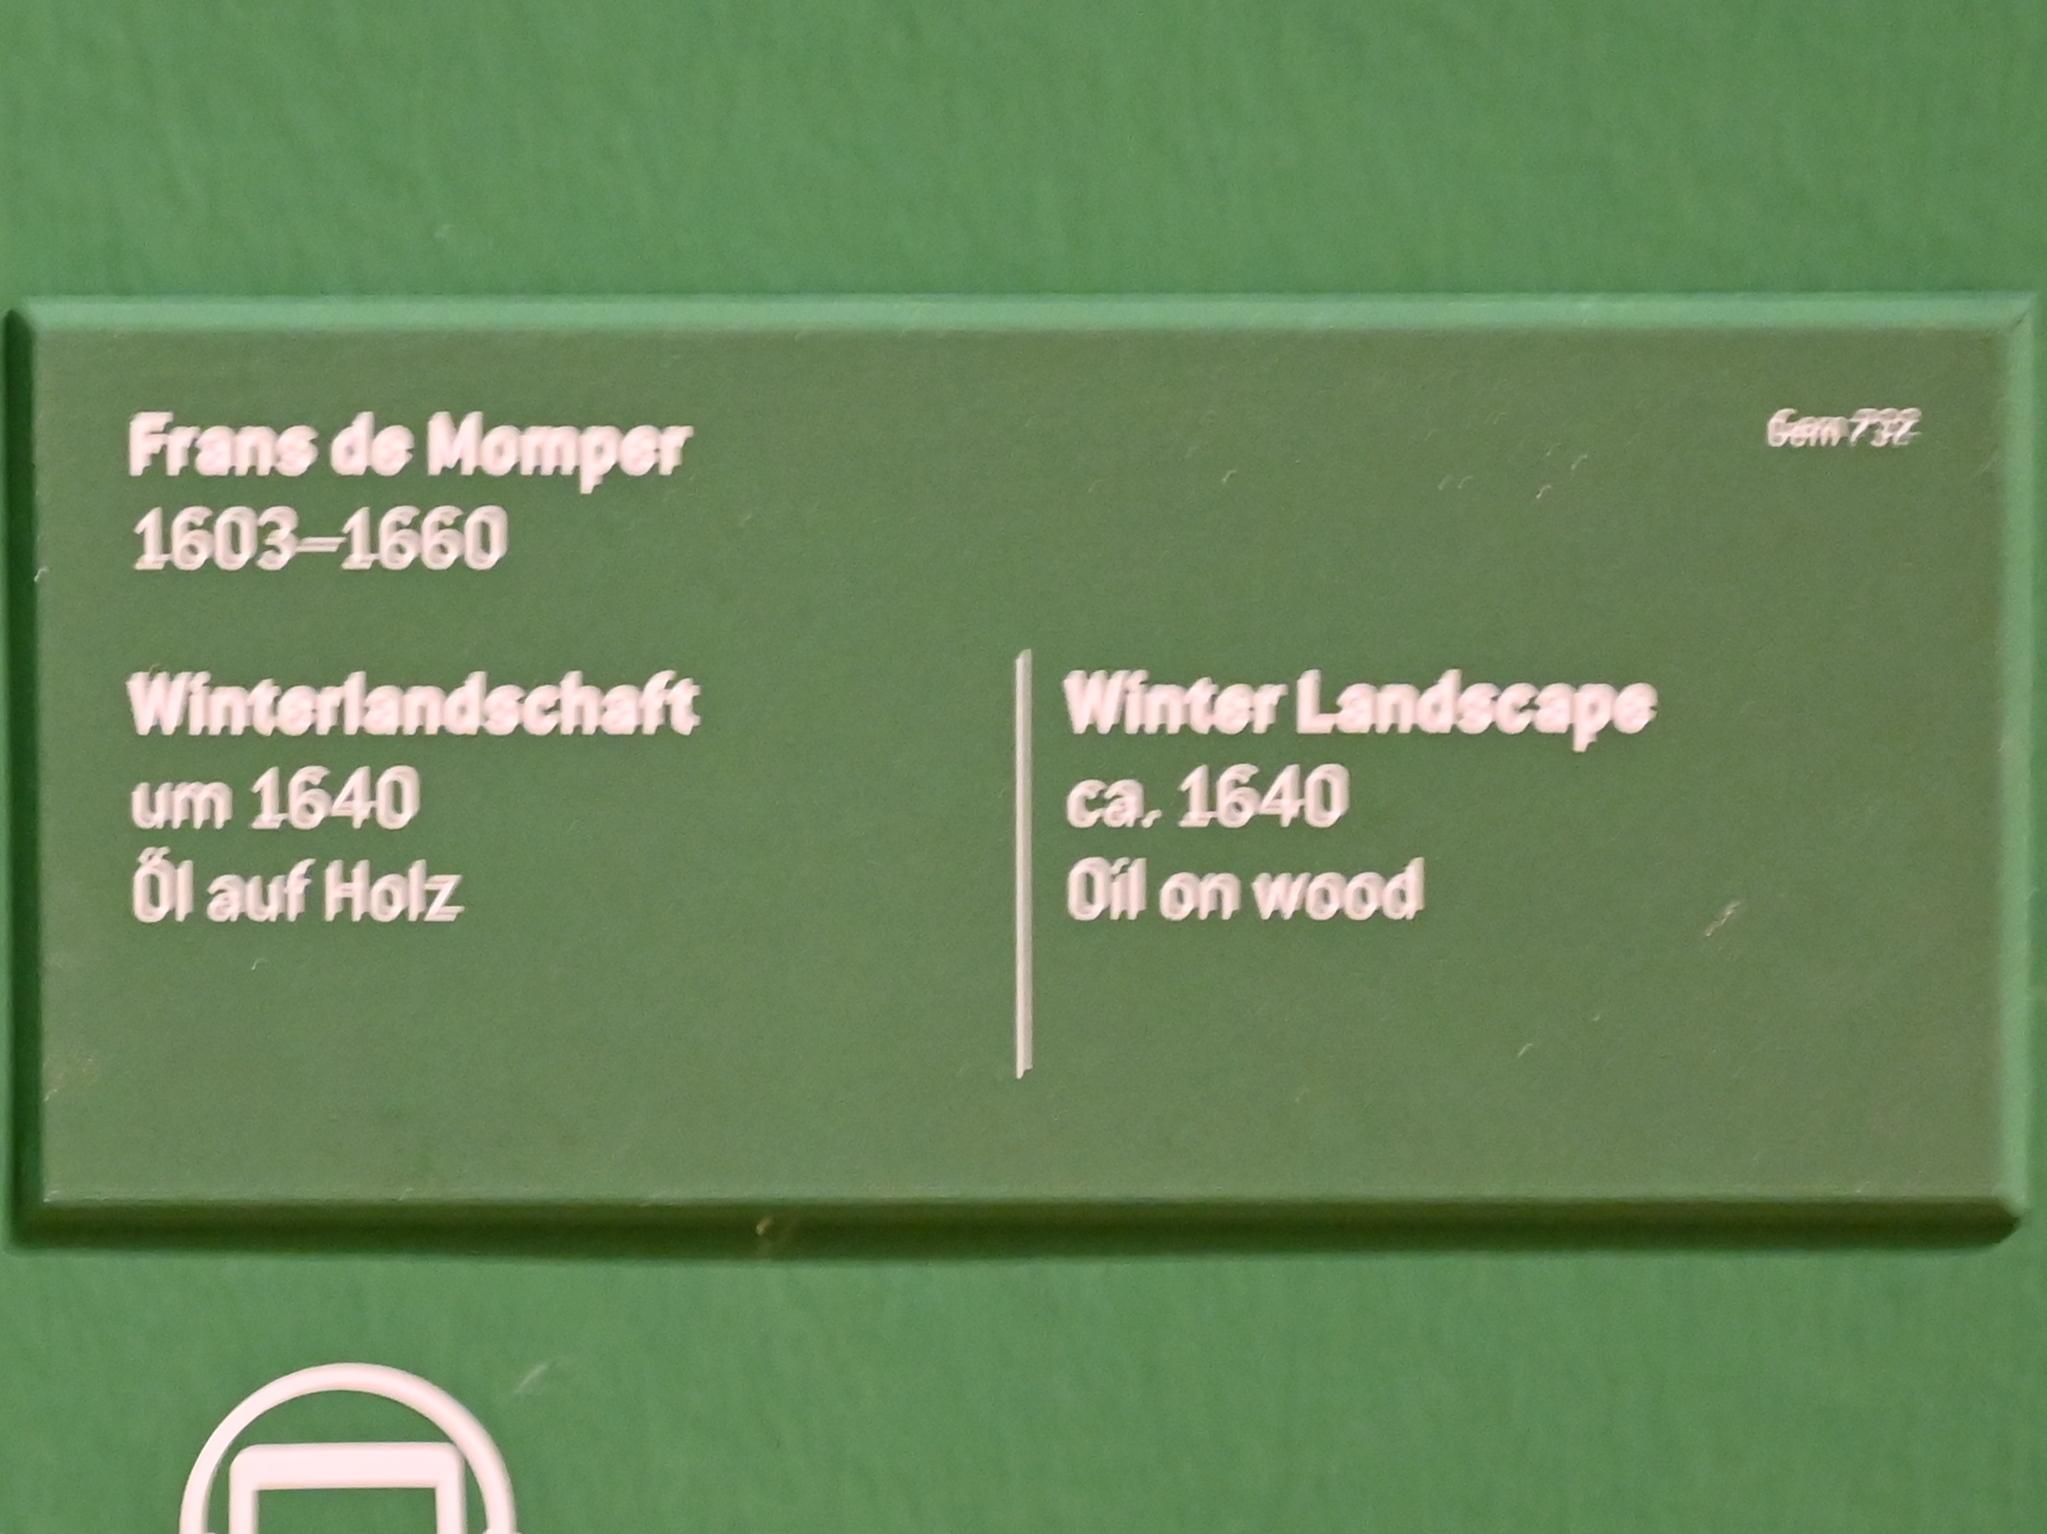 Frans de Momper
1603–1660
Winterlandschaft
um 1640
Öl auf Holz
Winter Landscape
ca. 1640
Oil on wood